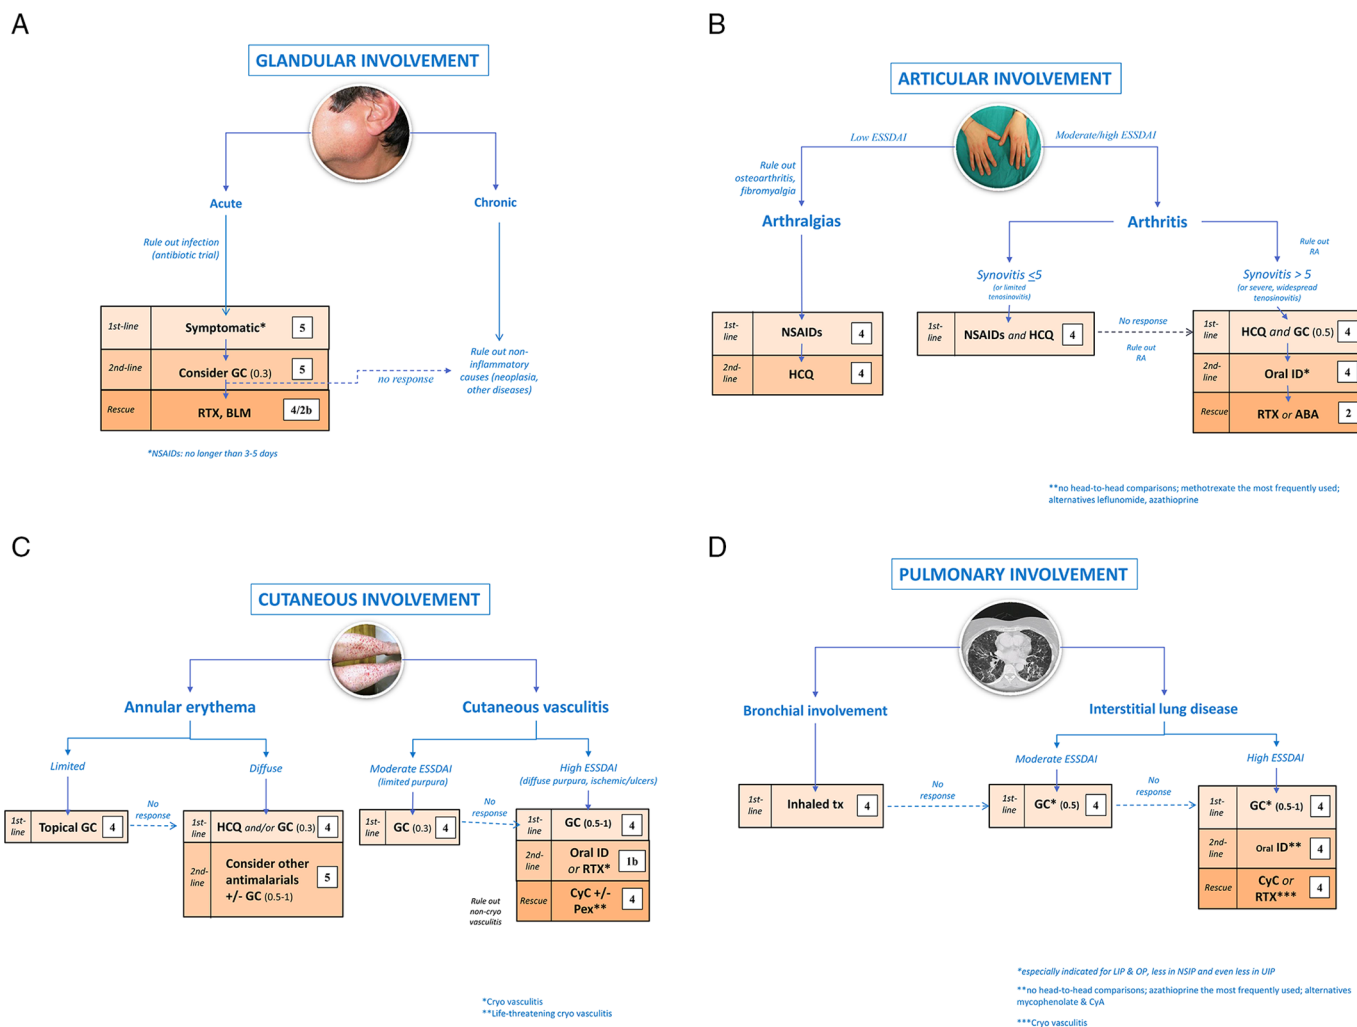 A
GLANDULAR INVOLVEMENT
Acute
Chronic
Rule out infection
(antibiotic trial)
1st-line
Symptomatic*
5
2nd-line
Consider GC (0.3)
5
no response
Rule out non-
inflammatory
causes (neoplasia,
other diseases)
Rescue
RTX, BLM
4/2b
*NSAIDs: no longer than 3-5 days
B
ARTICULAR INVOLVEMENT
Low ESSDAI
Moderate/high ESSDAI
Rule out
osteoarthritis,
fibromyalgia
Arthralgias
Arthritis
Rule out
RA
Synovitis <5
(or limited
tenosinovitis)
Synovitis > 5
(or severe, widespread
tenosinovitis)
1st-
line
NSAIDs
4
2nd-
line
HCQ
4
1st-
line
NSAIDs and HCQ
4
No response
Rule out
RA
1st-
line
HCQ and GC (0.5)
4
2nd-
line
Oral ID*
4
Rescue
RTX or ABA
2
**no head-to-head comparisons; methotrexate the most frequently used;
alternatives leflunomide, azathioprine
C
CUTANEOUS INVOLVEMENT
Annular erythema
Cutaneous vasculitis
Limited
Diffuse
Moderate ESSDAI
(limited purpura)
High ESSDAI
(diffuse purpura, ischemic/ulcers)
1st-
line
Topical GC
4
No
response
1st-
line
HCQ and/or GC (0.3)
4
2nd-
line
Consider other
antimalarials
+/- GC (0.5-1)
5
1st-
line
GC (0.3)
4
No
response
1st-
line
GC (0.5-1)
4
2nd-
line
Oral ID
or RTX*
1b
Rescue
CyC +/-
Pex**
4
Rule out
non-cryo
vasculitis
*Cryo vasculitis
**Life-threatening cryo vasculitis
D
PULMONARY INVOLVEMENT
Bronchial involvement
Interstitial lung disease
Moderate ESSDAI
High ESSDAI
1st-
line
Inhaled tx
4
No
response
1st-
line
GC* (0.5)
4
No
response
1st-
line
GC* (0.5-1)
4
2nd-
line
Oral ID**
4
Rescue
CyC or
RTX***
4
*especially indicated for LIP & OP, less in NSIP and even less in UIP
**no head-to-head comparisons; azathioprine the most frequently used; alternatives
mycophenolate & CyA
***Cryo vasculitis